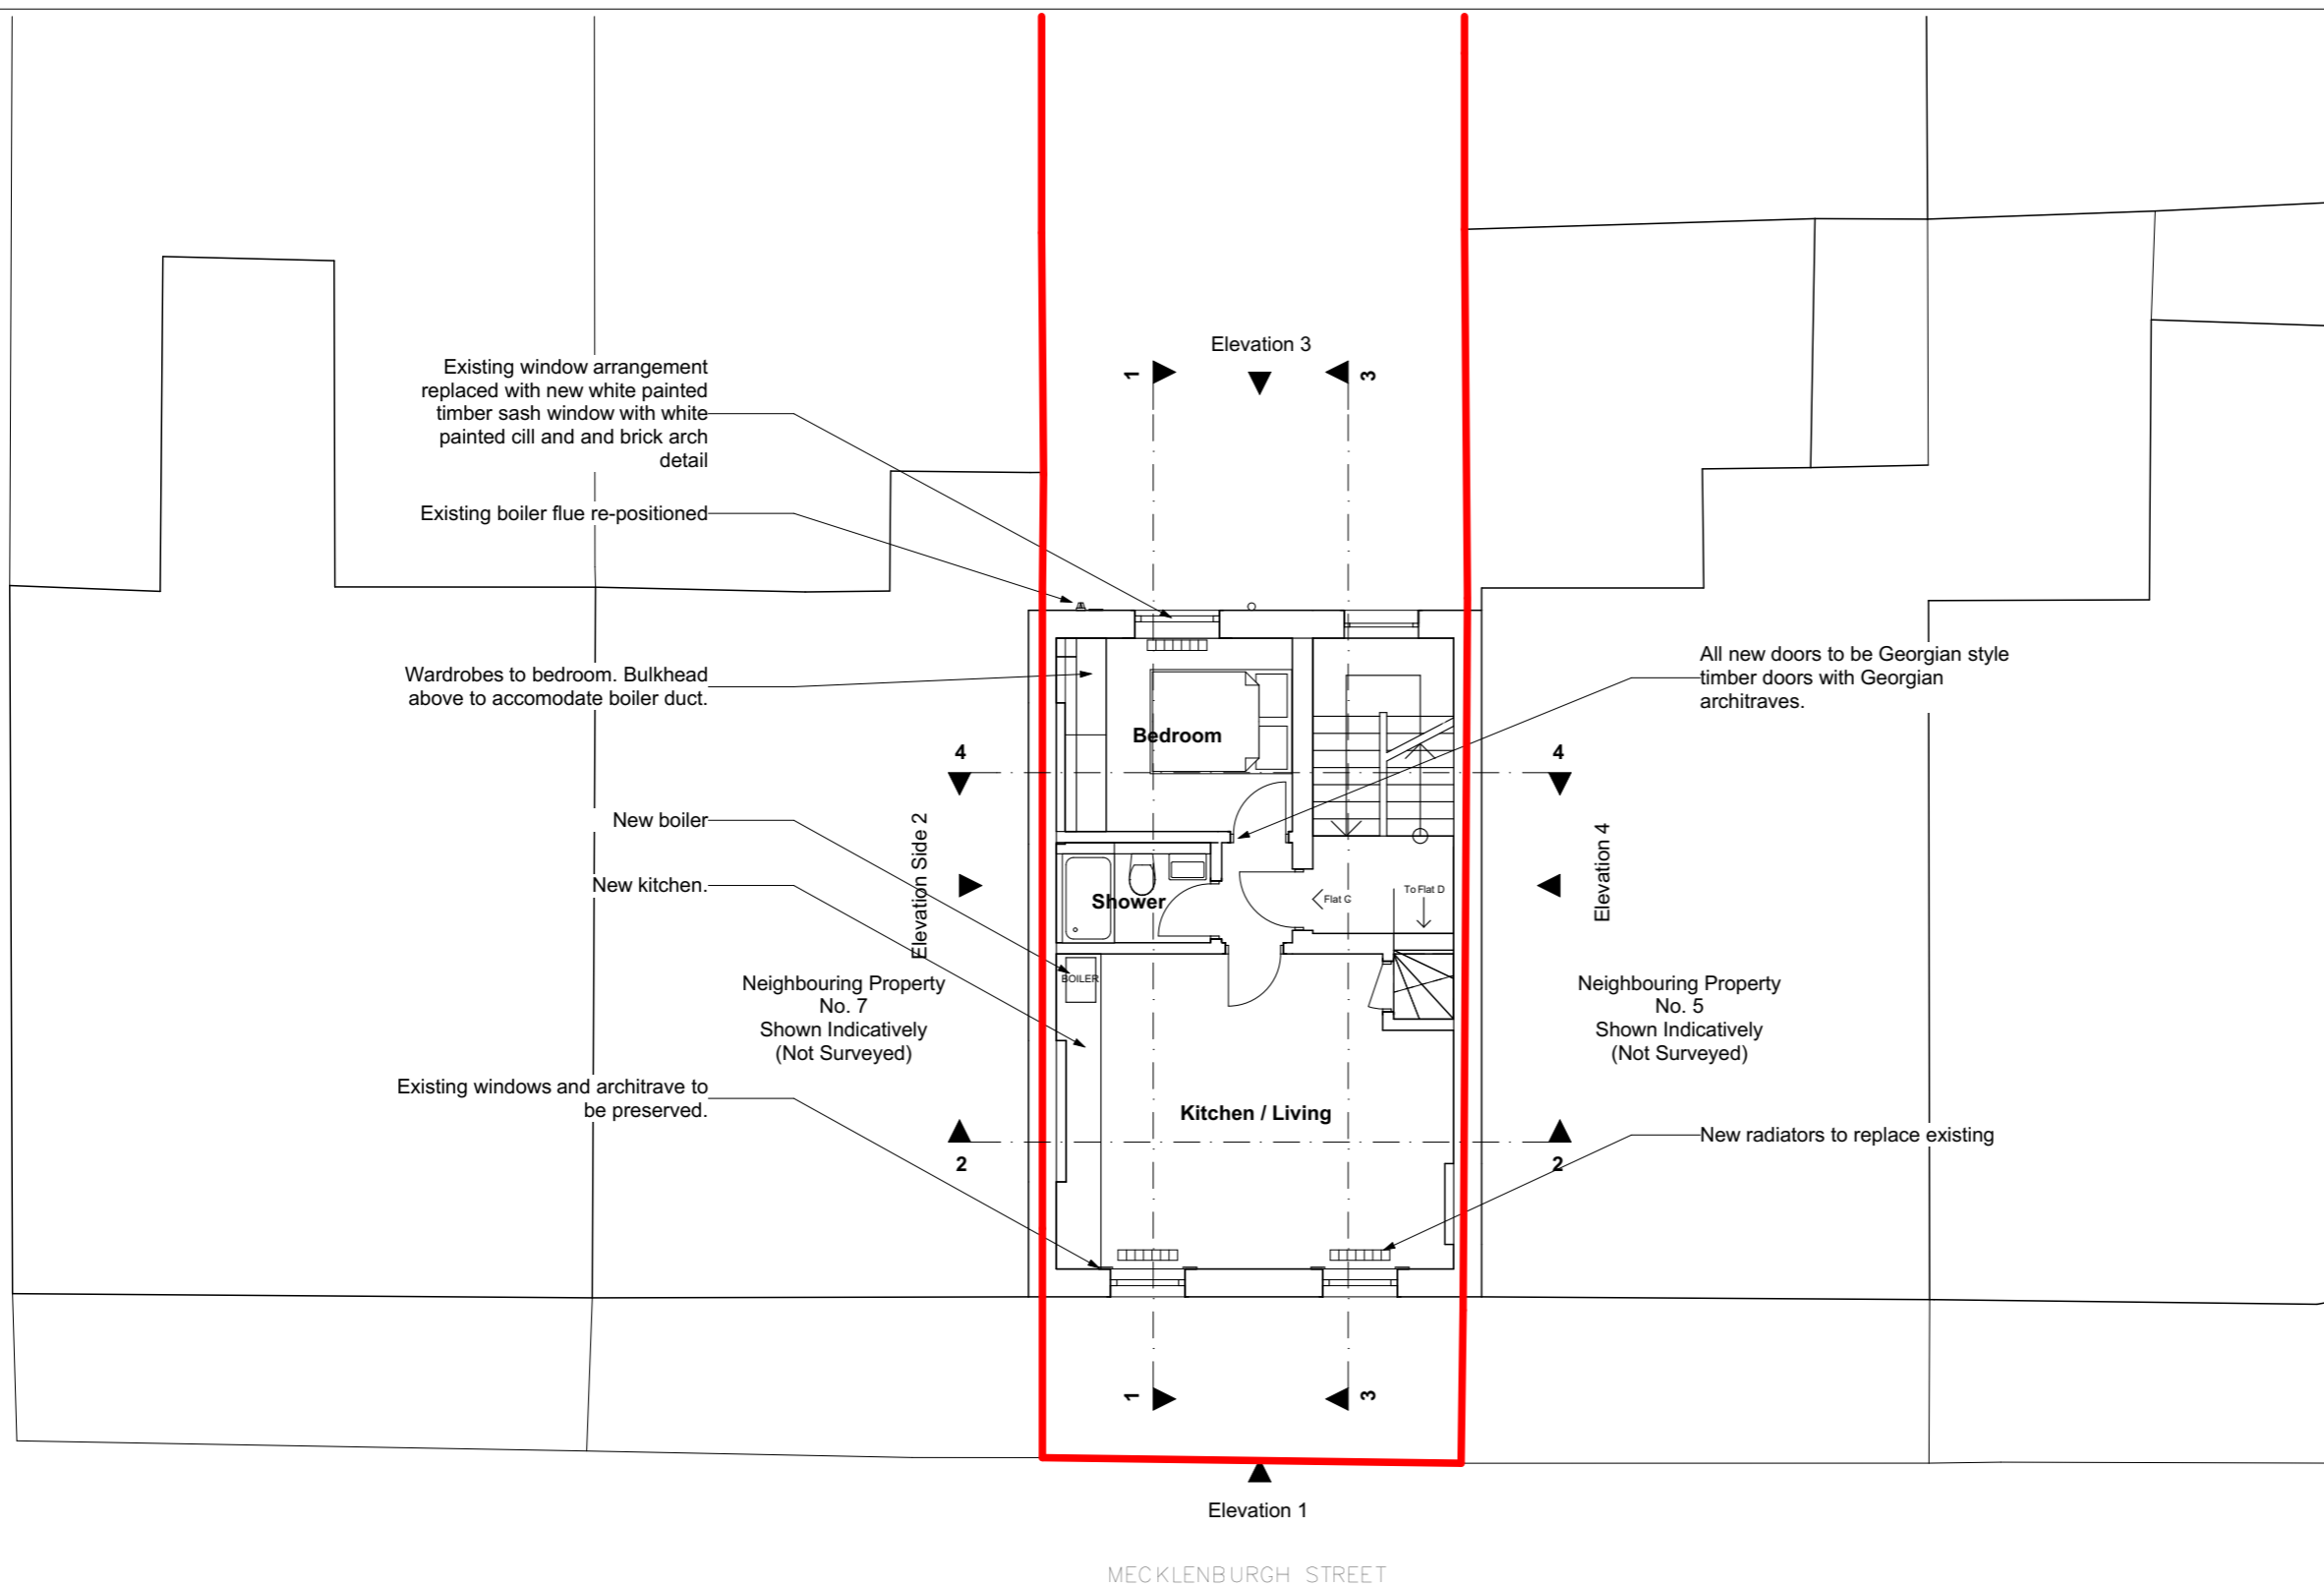 Elevation 3
1
3
Existing window arrangement
replaced with new white painted
timber sash window with white
painted cill and and brick arch
detail
Existing boiler flue re-positioned
Wardrobes to bedroom. Bulkhead
above to accomodate boiler duct.
All new doors to be Georgian style
timber doors with Georgian
architraves.
Bedroom
4
4
New boiler
Elevation Side 2
Elevation 4
New kitchen.
Shower
Flat C
To Flat D
BOILER
Neighbouring Property
No. 7
Shown Indicatively
(Not Surveyed)
Neighbouring Property
No. 5
Shown Indicatively
(Not Surveyed)
Existing windows and architrave to
be preserved.
Kitchen / Living
New radiators to replace existing
2
2
1
3
Elevation 1
MECKLENBURGH STREET